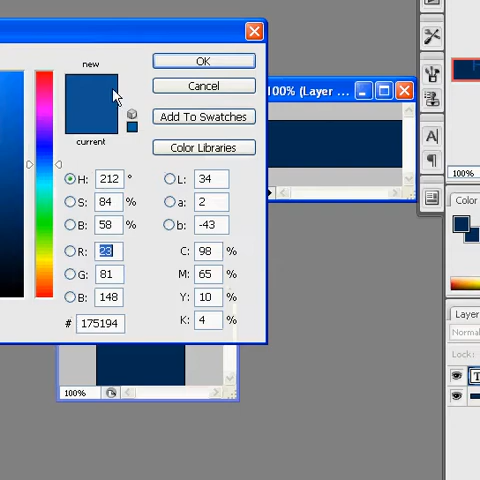 new
OK
Cancel
100% (Layer ...
Add To Swatches
current
Color Libraries
H: 212 ° L: 34
S: 84 % a: 2
B: 58 % b: -43
R: 23 C: 98 %
G: 81 M: 65 %
B: 148 Y: 10 %
# 175194 K: 4 %
100%
A
100%
Color
Layer
Norma
Lock:
T